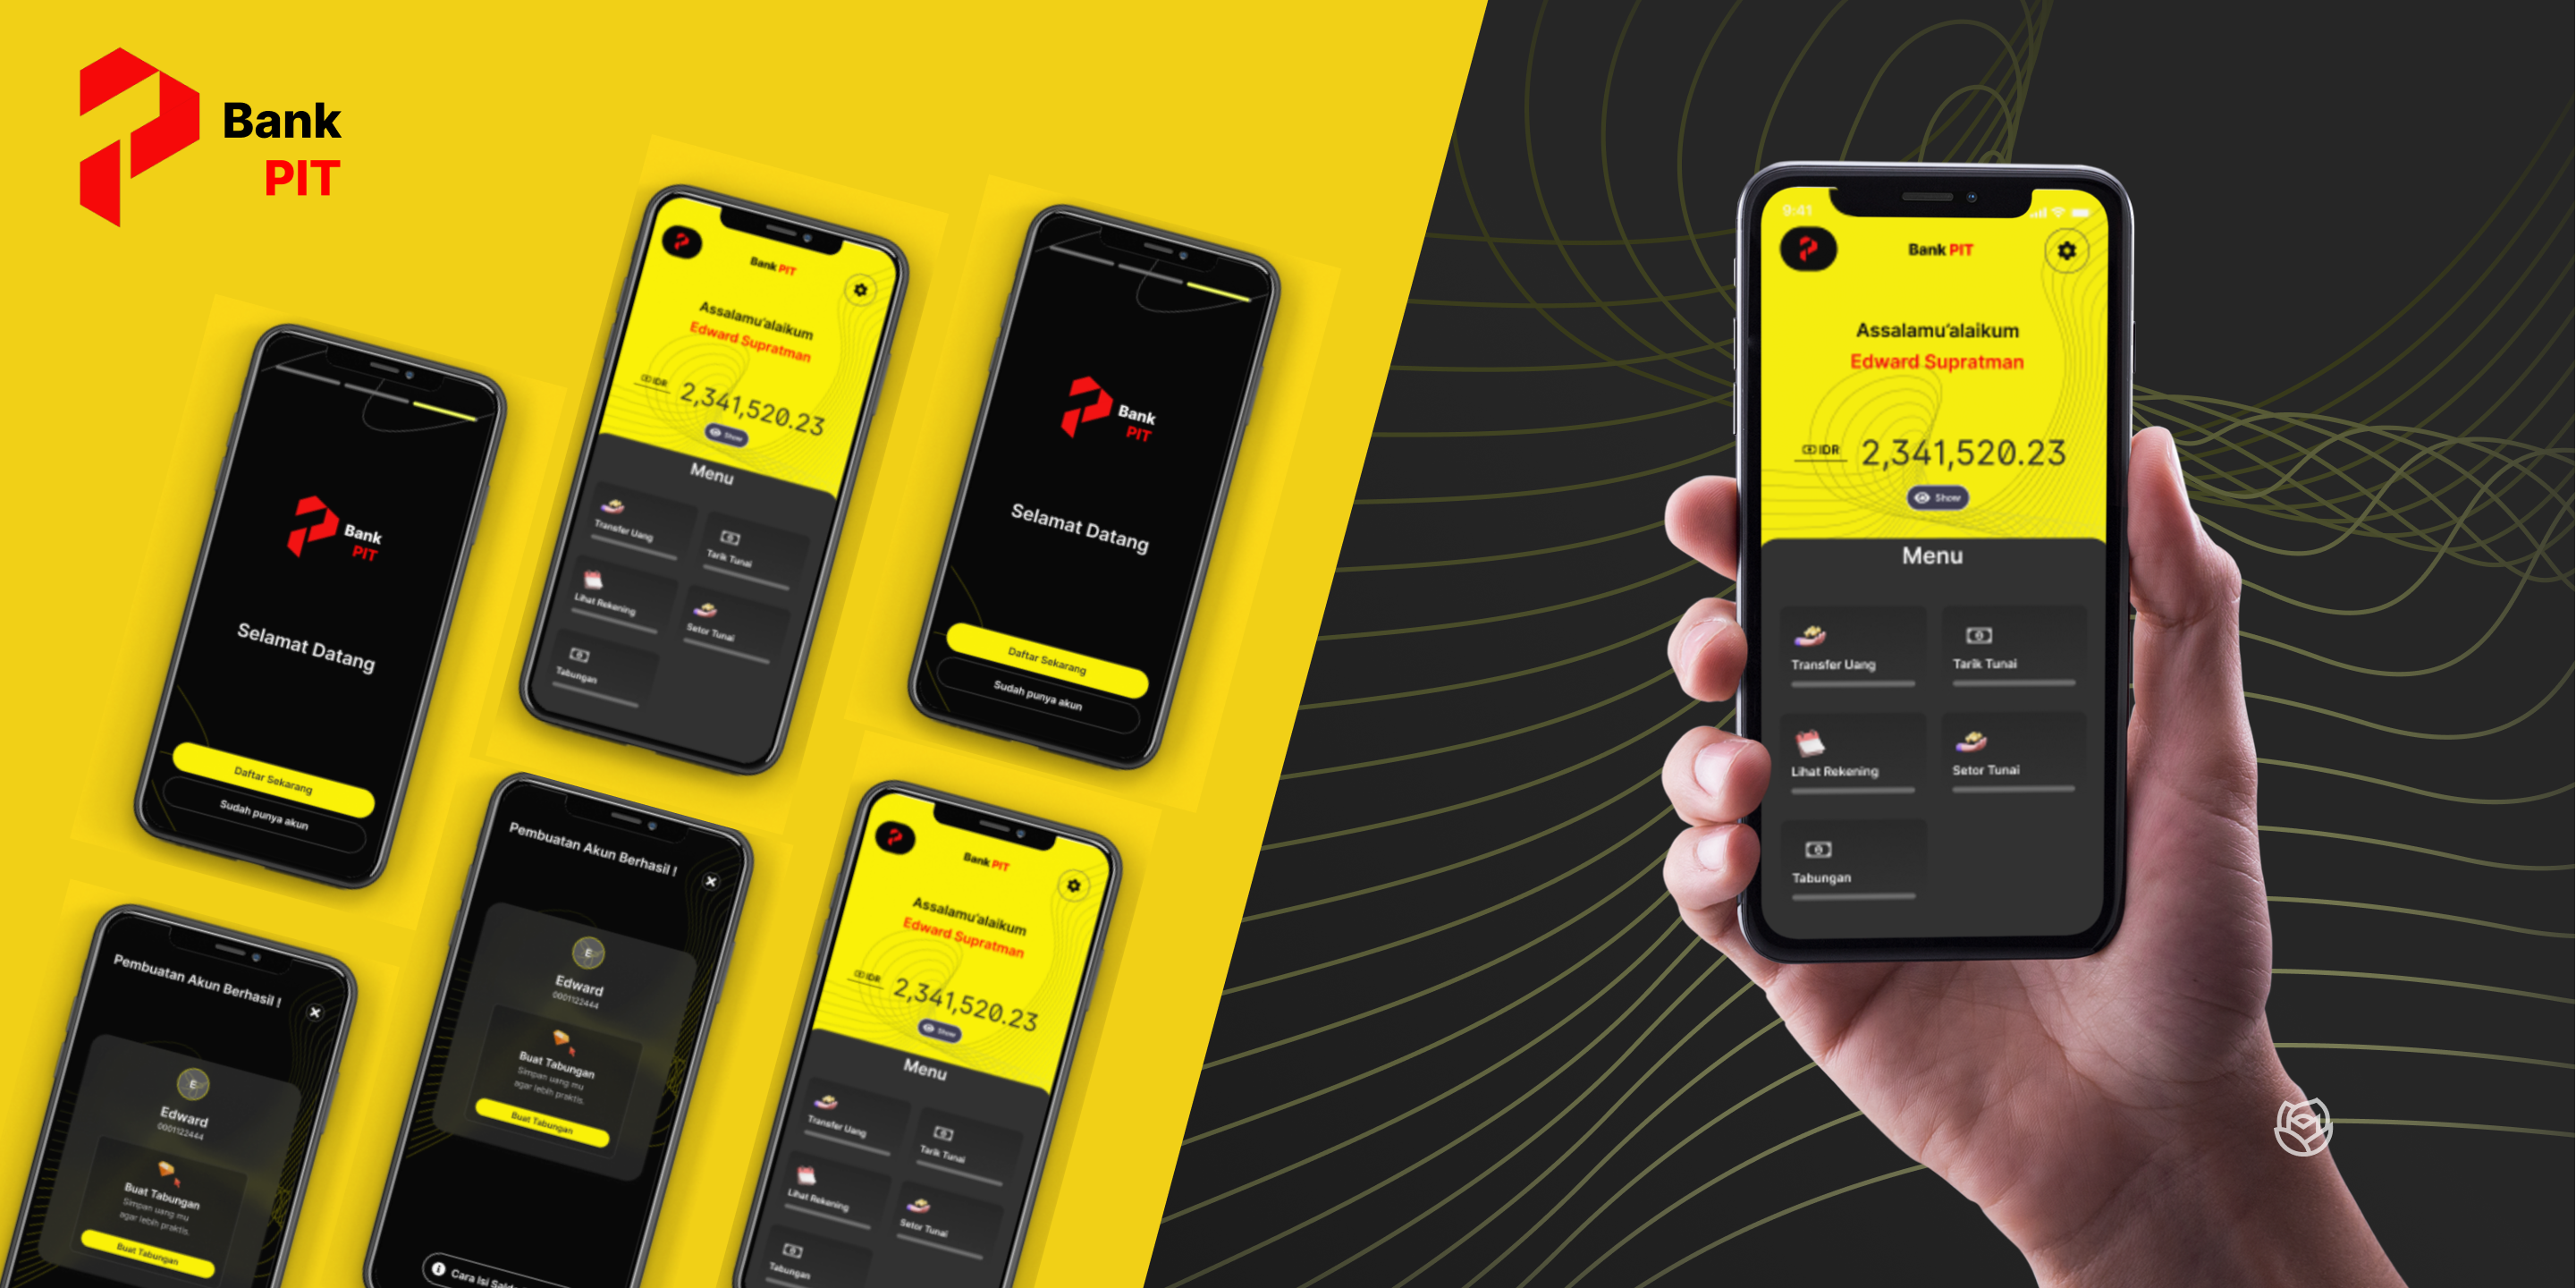 Bank
PIT
Selamat Datang
Bank
PIT
Daftar Sekarang
Sudah punya akun
Bank PIT
Assalamu'alaikum
Edward Supratman
IDR 2,341,520.23
Show
Menu
Transfer Uang
Tarik Tunai
Lihat Rekening
Setor Tunai
Tabungan
Bank
PIT
Selamat Datang
Daftar Sekarang
Sudah punya akun
Pembuatan Akun Berhasil !
E
Edward
0001122444
Buat Tabungan
Simpan uang mu
agar lebih praktis.
Buat Tabungan
Pembuatan Akun Berhasil !
E
Edward
0001122444
Buat Tabungan
Simpan uang mu
agar lebih praktis.
Buat Tabungan
Cara Isi
Bank PIT
Assalamu'alaikum
Edward Supratman
IDR 2,341,520.23
Show
Menu
Transfer Uang
Tarik Tunai
Lihat Rekening
Setor Tunai
Tabungan
9:41
Bank PIT
Assalamu'alaikum
Edward Supratman
IDR 2,341,520.23
Show
Menu
Transfer Uang
Tarik Tunai
Lihat Rekening
Setor Tunai
Tabungan